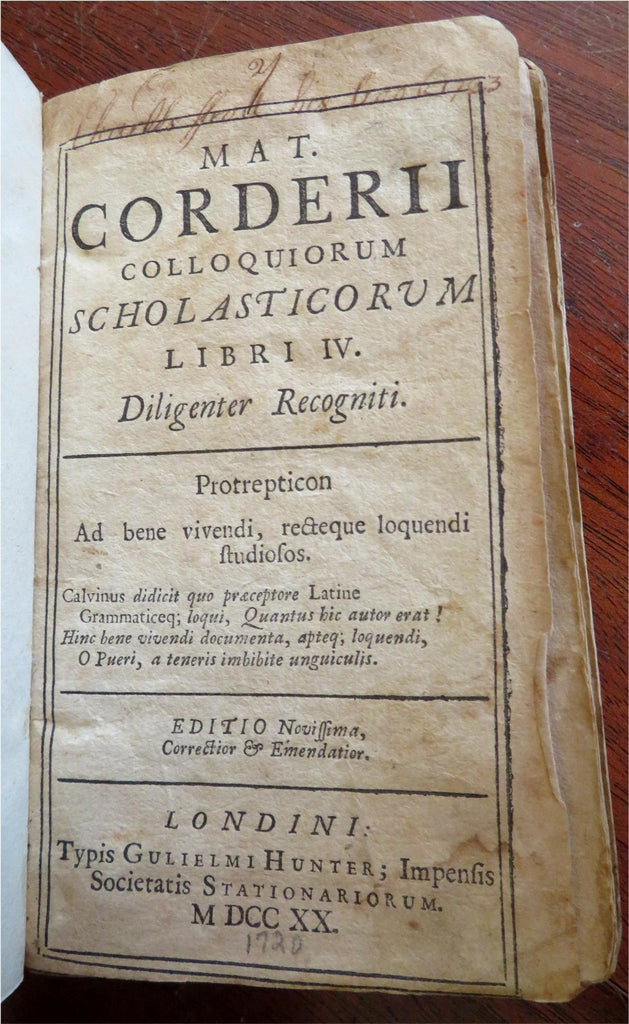 his book
MAT.
CORDERII
COLLOQUIORUM
SCHOLASTICORUM
LIBRI IV.
Diligenter Recogniti.
Protrepticon
Ad bene vivendi, recteque loquendi
ſtudioſos.
Calvinus didicit quo præceptore Latine
Grammaticeq; loqui, Quantus hic autor erat!
Hinc bene vivendi documenta, apteq; loquendi,
O Pueri, a teneris imbibite unguiculis.
EDITIO Noviſſima,
Correctior & Emendatior.
LONDINI:
Typis GULIELMI HUNTER; Impenſis
Societatis STATIONARIORUM.
M DCC XX.
1720